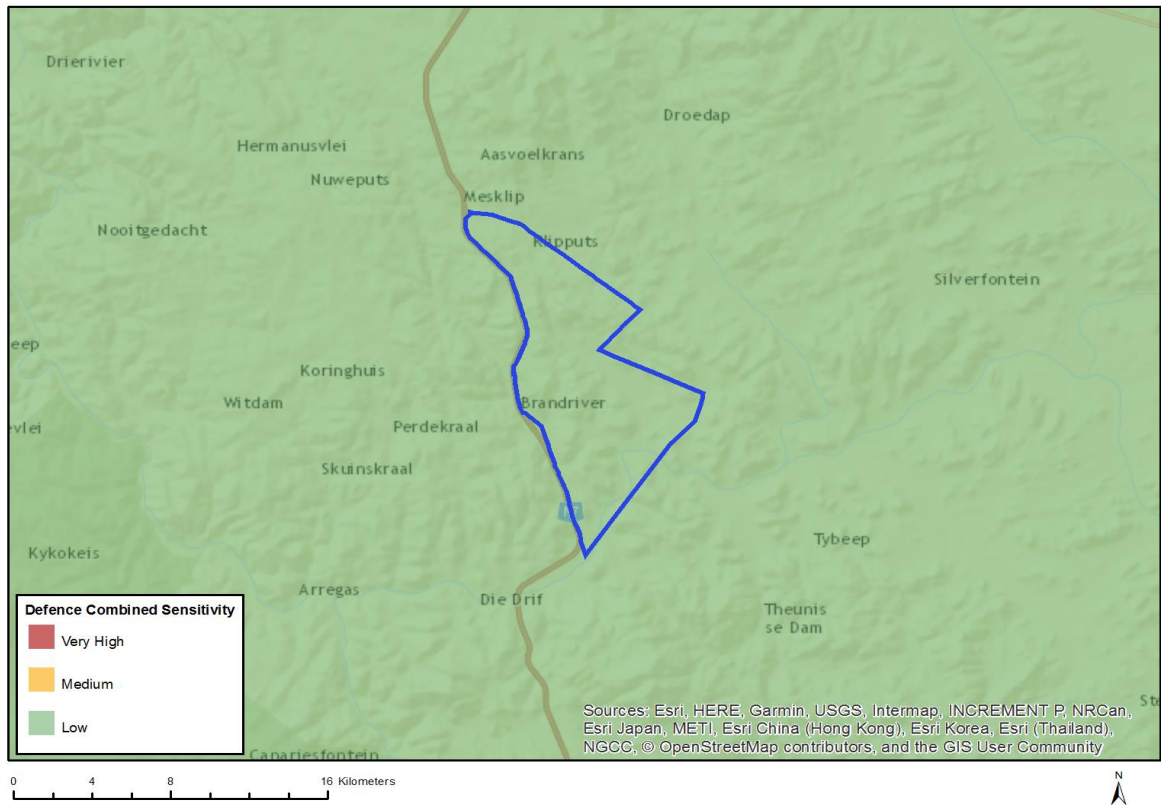 Drierivier
Droedap
Hermanusvlei
Aasvoelkrans
Nuweputs
Mesklip
Nooitgedacht
Klipputs
Silverfontein
eep
Koringhuis
Witdam
Brandriver
evlei
Perdekraal
Skuinskraal
Kykokeis
Tybeep
Arregas
Die Drif
Theunis
se Dam
Defence Combined Sensitivity
Very High
Medium
Low
Ste
Sources: Esri, HERE, Garmin, USGS, Intermap, INCREMENT P, NRCan,
Esri Japan, METI, Esri China (Hong Kong), Esri Korea, Esri (Thailand),
NGCC, © OpenStreetMap contributors, and the GIS User Community
0 4 8 16 Kilometers
N